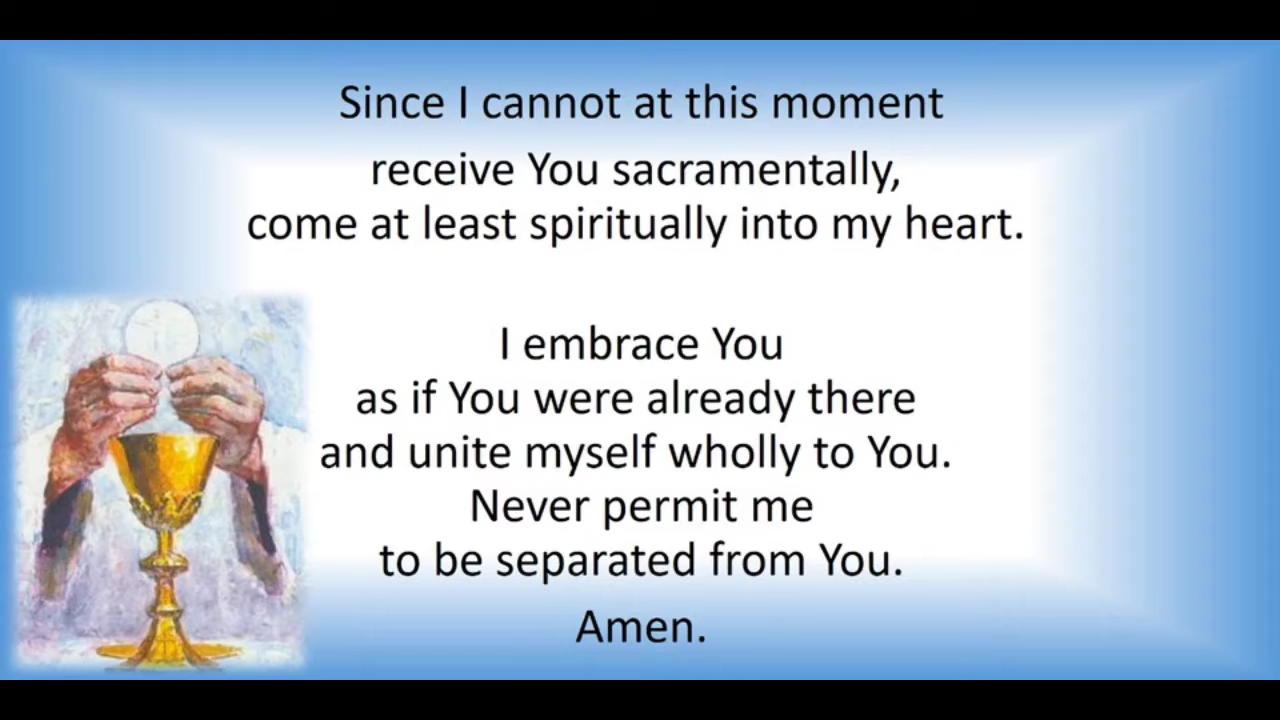 Since I cannot at this moment
receive You sacramentally,
come at least spiritually into my heart.
I embrace You
as if You were already there
and unite myself wholly to You.
Never permit me
to be separated from You.
Amen.